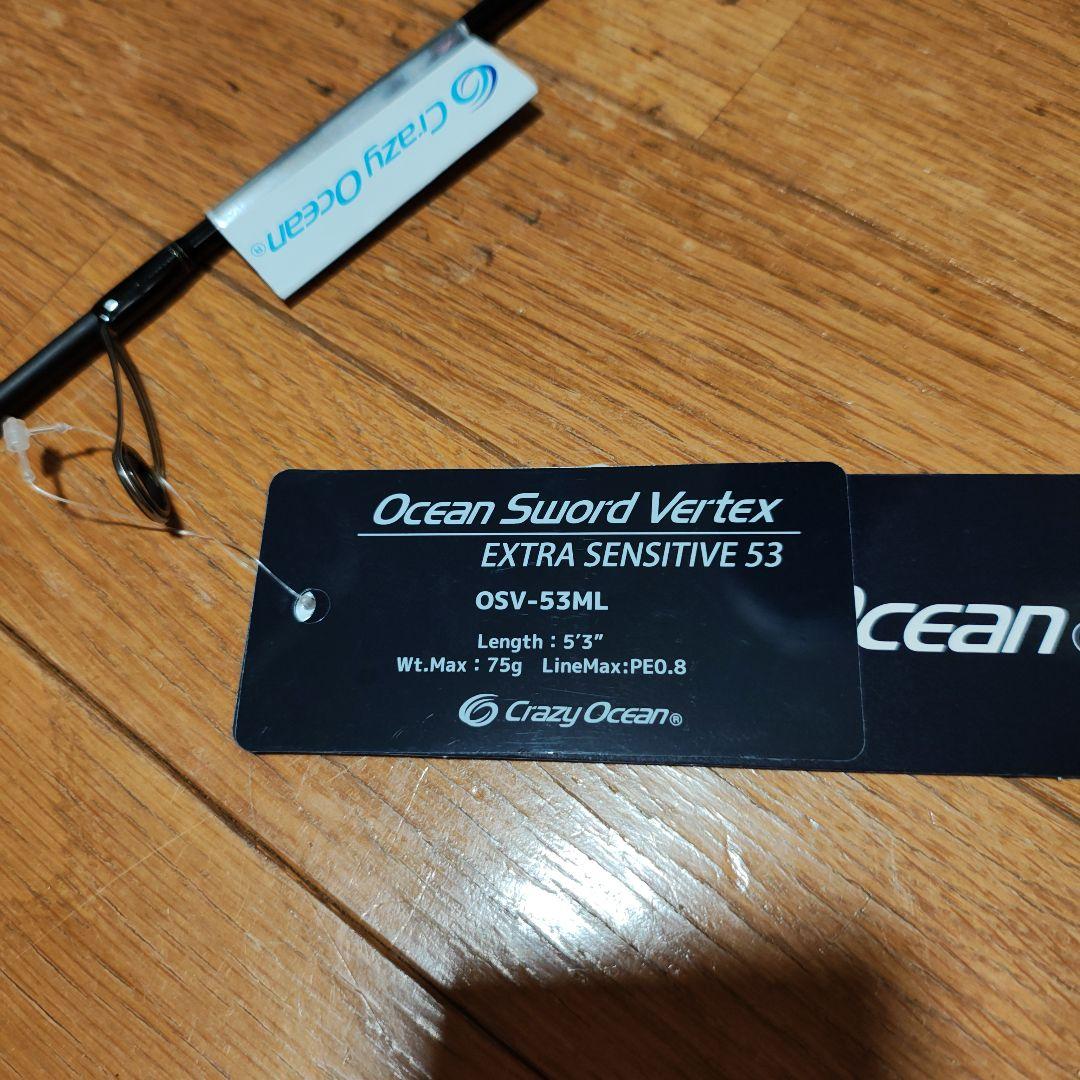 Crazy Ocean®
Ocean Sword Vertex
EXTRA SENSITIVE 53
OSV-53ML
Length：5'3"
Wt.Max：75g LineMax:PE0.8
Crazy Ocean®
Ocean